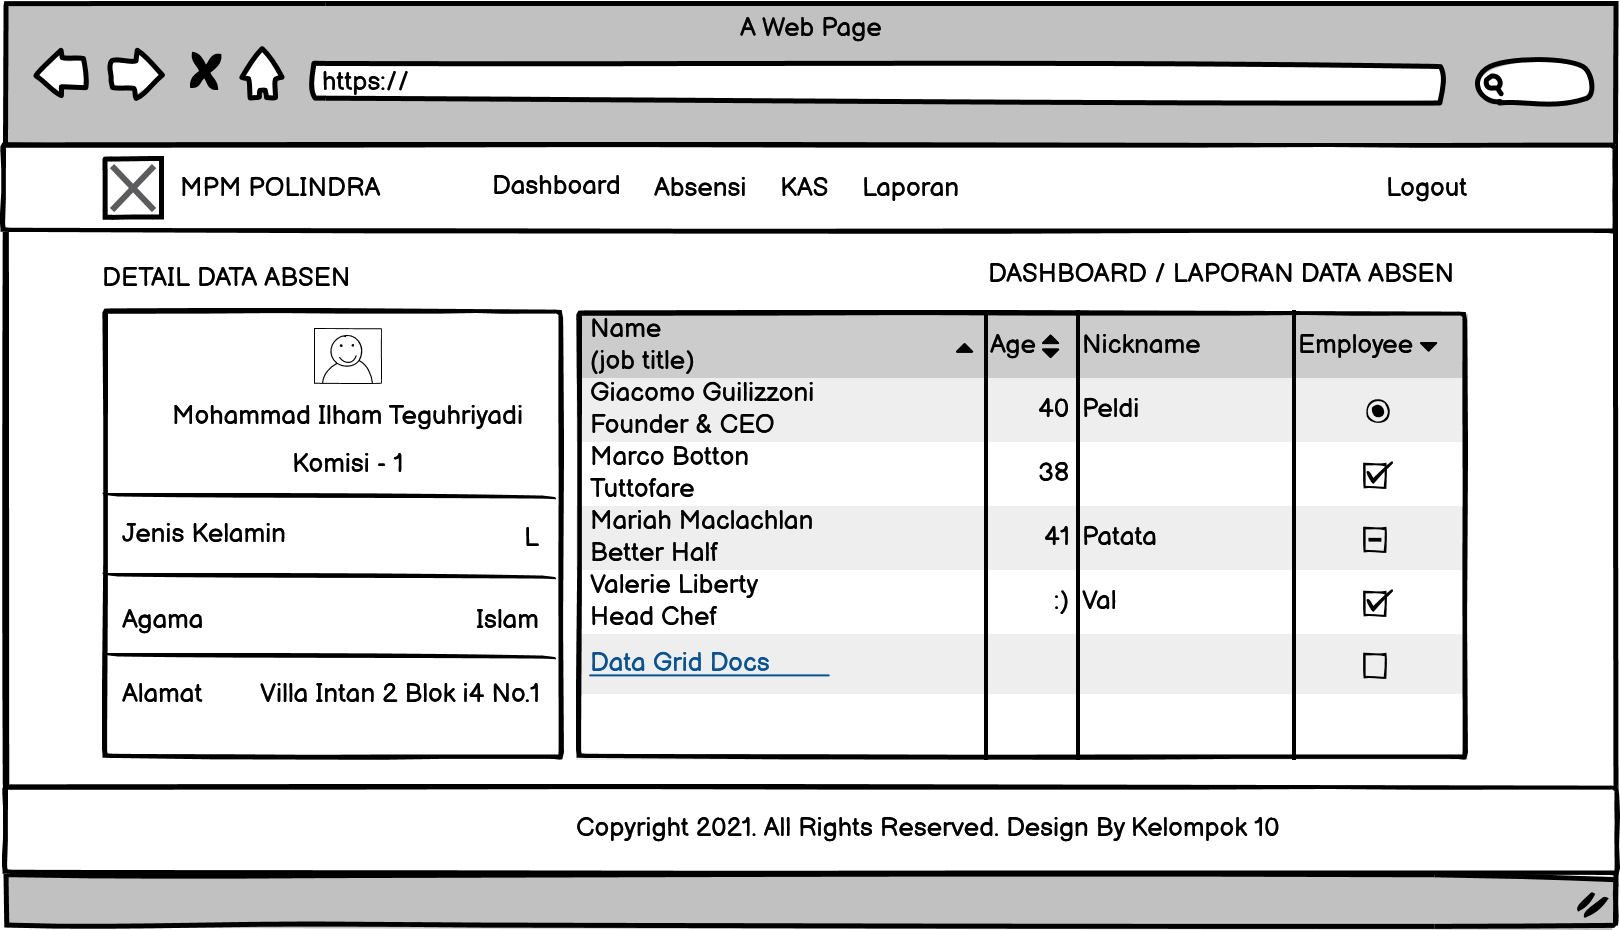 A Web Page
https://
MPM POLINDRA
Dashboard
Absensi
KAS
Laporan
Logout
DETAIL DATA ABSEN
DASHBOARD / LAPORAN DATA ABSEN
Mohammad Ilham Teguhriyadi
Komisi - 1
Jenis Kelamin L
Agama Islam
Alamat Villa Intan 2 Blok i4 No.1
Name
(job title)
Age
Nickname
Employee
Giacomo Guilizzoni
Founder & CEO
40
Peldi
Marco Botton
Tuttofare
38
Mariah Maclachlan
Better Half
41
Patata
Valerie Liberty
Head Chef
:)
Val
Data Grid Docs
Copyright 2021. All Rights Reserved. Design By Kelompok 10